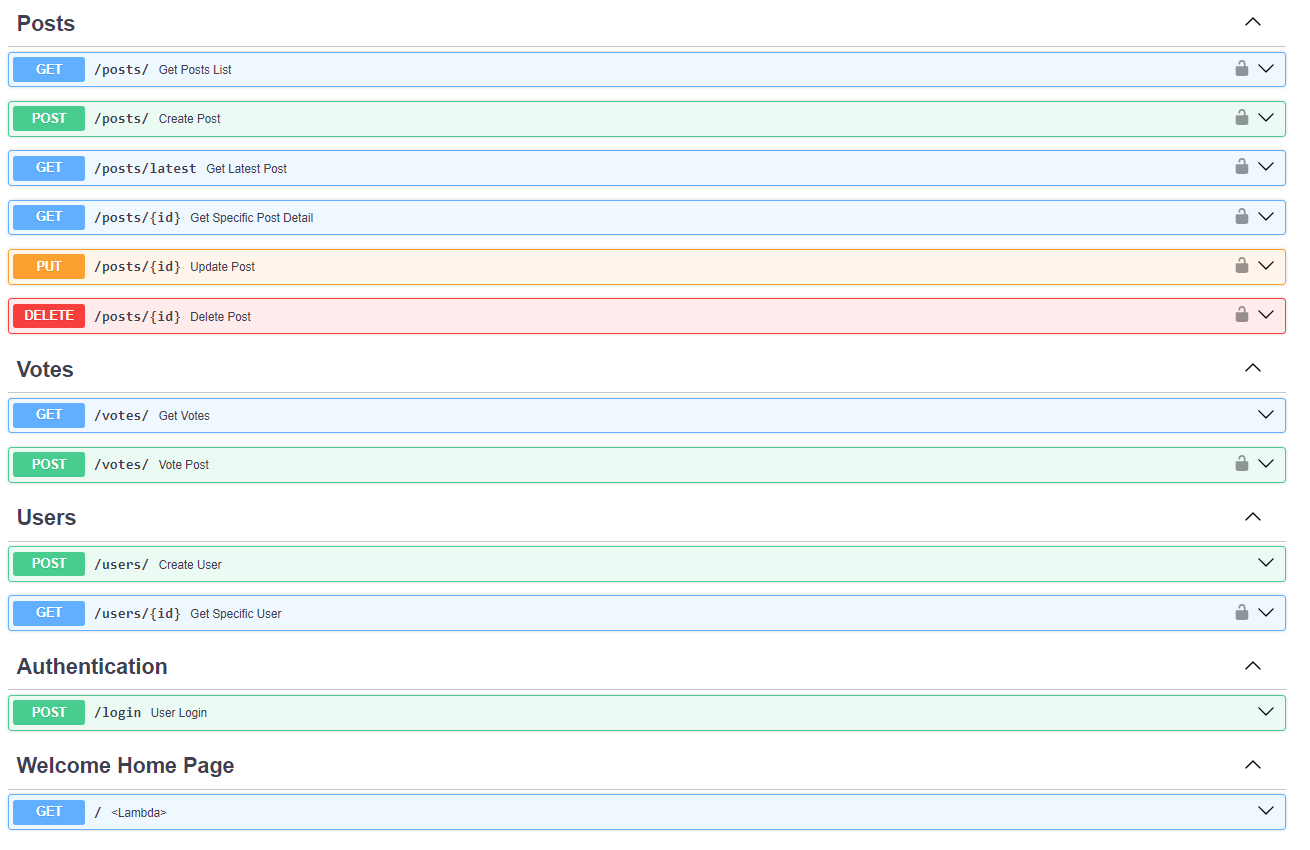 Posts
GET /posts/ Get Posts List
POST /posts/ Create Post
GET /posts/latest Get Latest Post
GET /posts/{id} Get Specific Post Detail
PUT /posts/{id} Update Post
DELETE /posts/{id} Delete Post
Votes
GET /votes/ Get Votes
POST /votes/ Vote Post
Users
POST /users/ Create User
GET /users/{id} Get Specific User
Authentication
POST /login User Login
Welcome Home Page
GET / <Lambda>